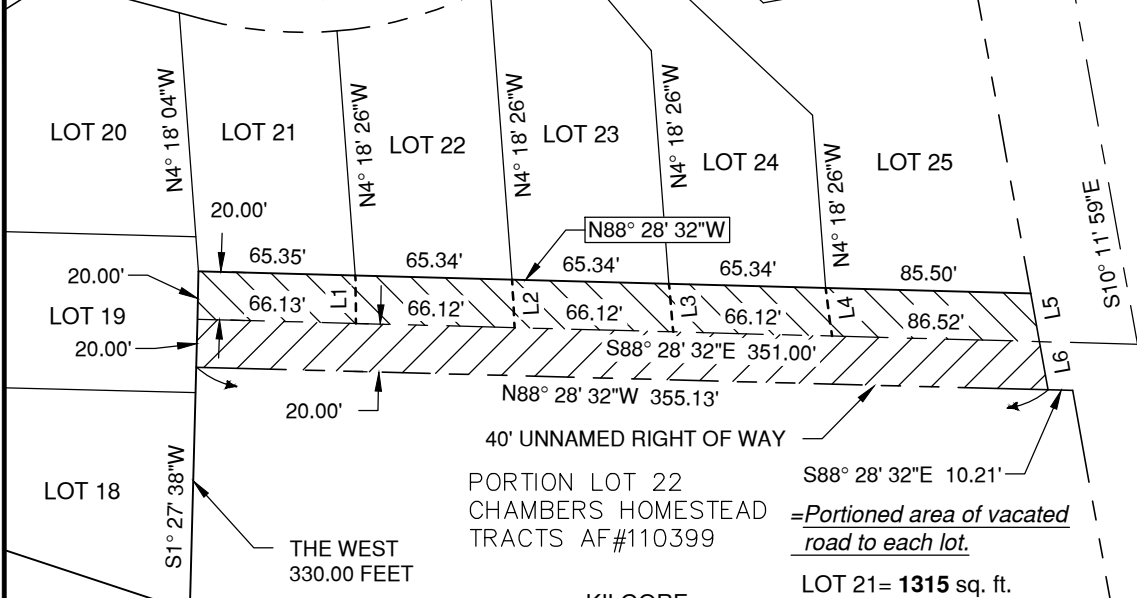 LOT 20
N4° 18' 04"W
LOT 21
N4° 18' 26"W
LOT 22
N4° 18' 26"W
LOT 23
N4° 18' 26"W
LOT 24
N4° 18' 26"W
LOT 25
S10° 11' 59"E
20.00'
N88° 28' 32"W
65.35'
65.34'
65.34'
65.34'
85.50'
20.00'
LOT 19
66.13'
L1
66.12'
L2
66.12'
L3
66.12'
L4
86.52'
L5
20.00'
S88° 28' 32"E 351.00'
L6
20.00'
N88° 28' 32"W 355.13'
40' UNNAMED RIGHT OF WAY
S88° 28' 32"E 10.21'
LOT 18
S1° 27' 38"W
PORTION LOT 22
CHAMBERS HOMESTEAD
TRACTS AF#110399
=Portioned area of vacated
road to each lot.
THE WEST
330.00 FEET
LOT 21= 1315 sq. ft.